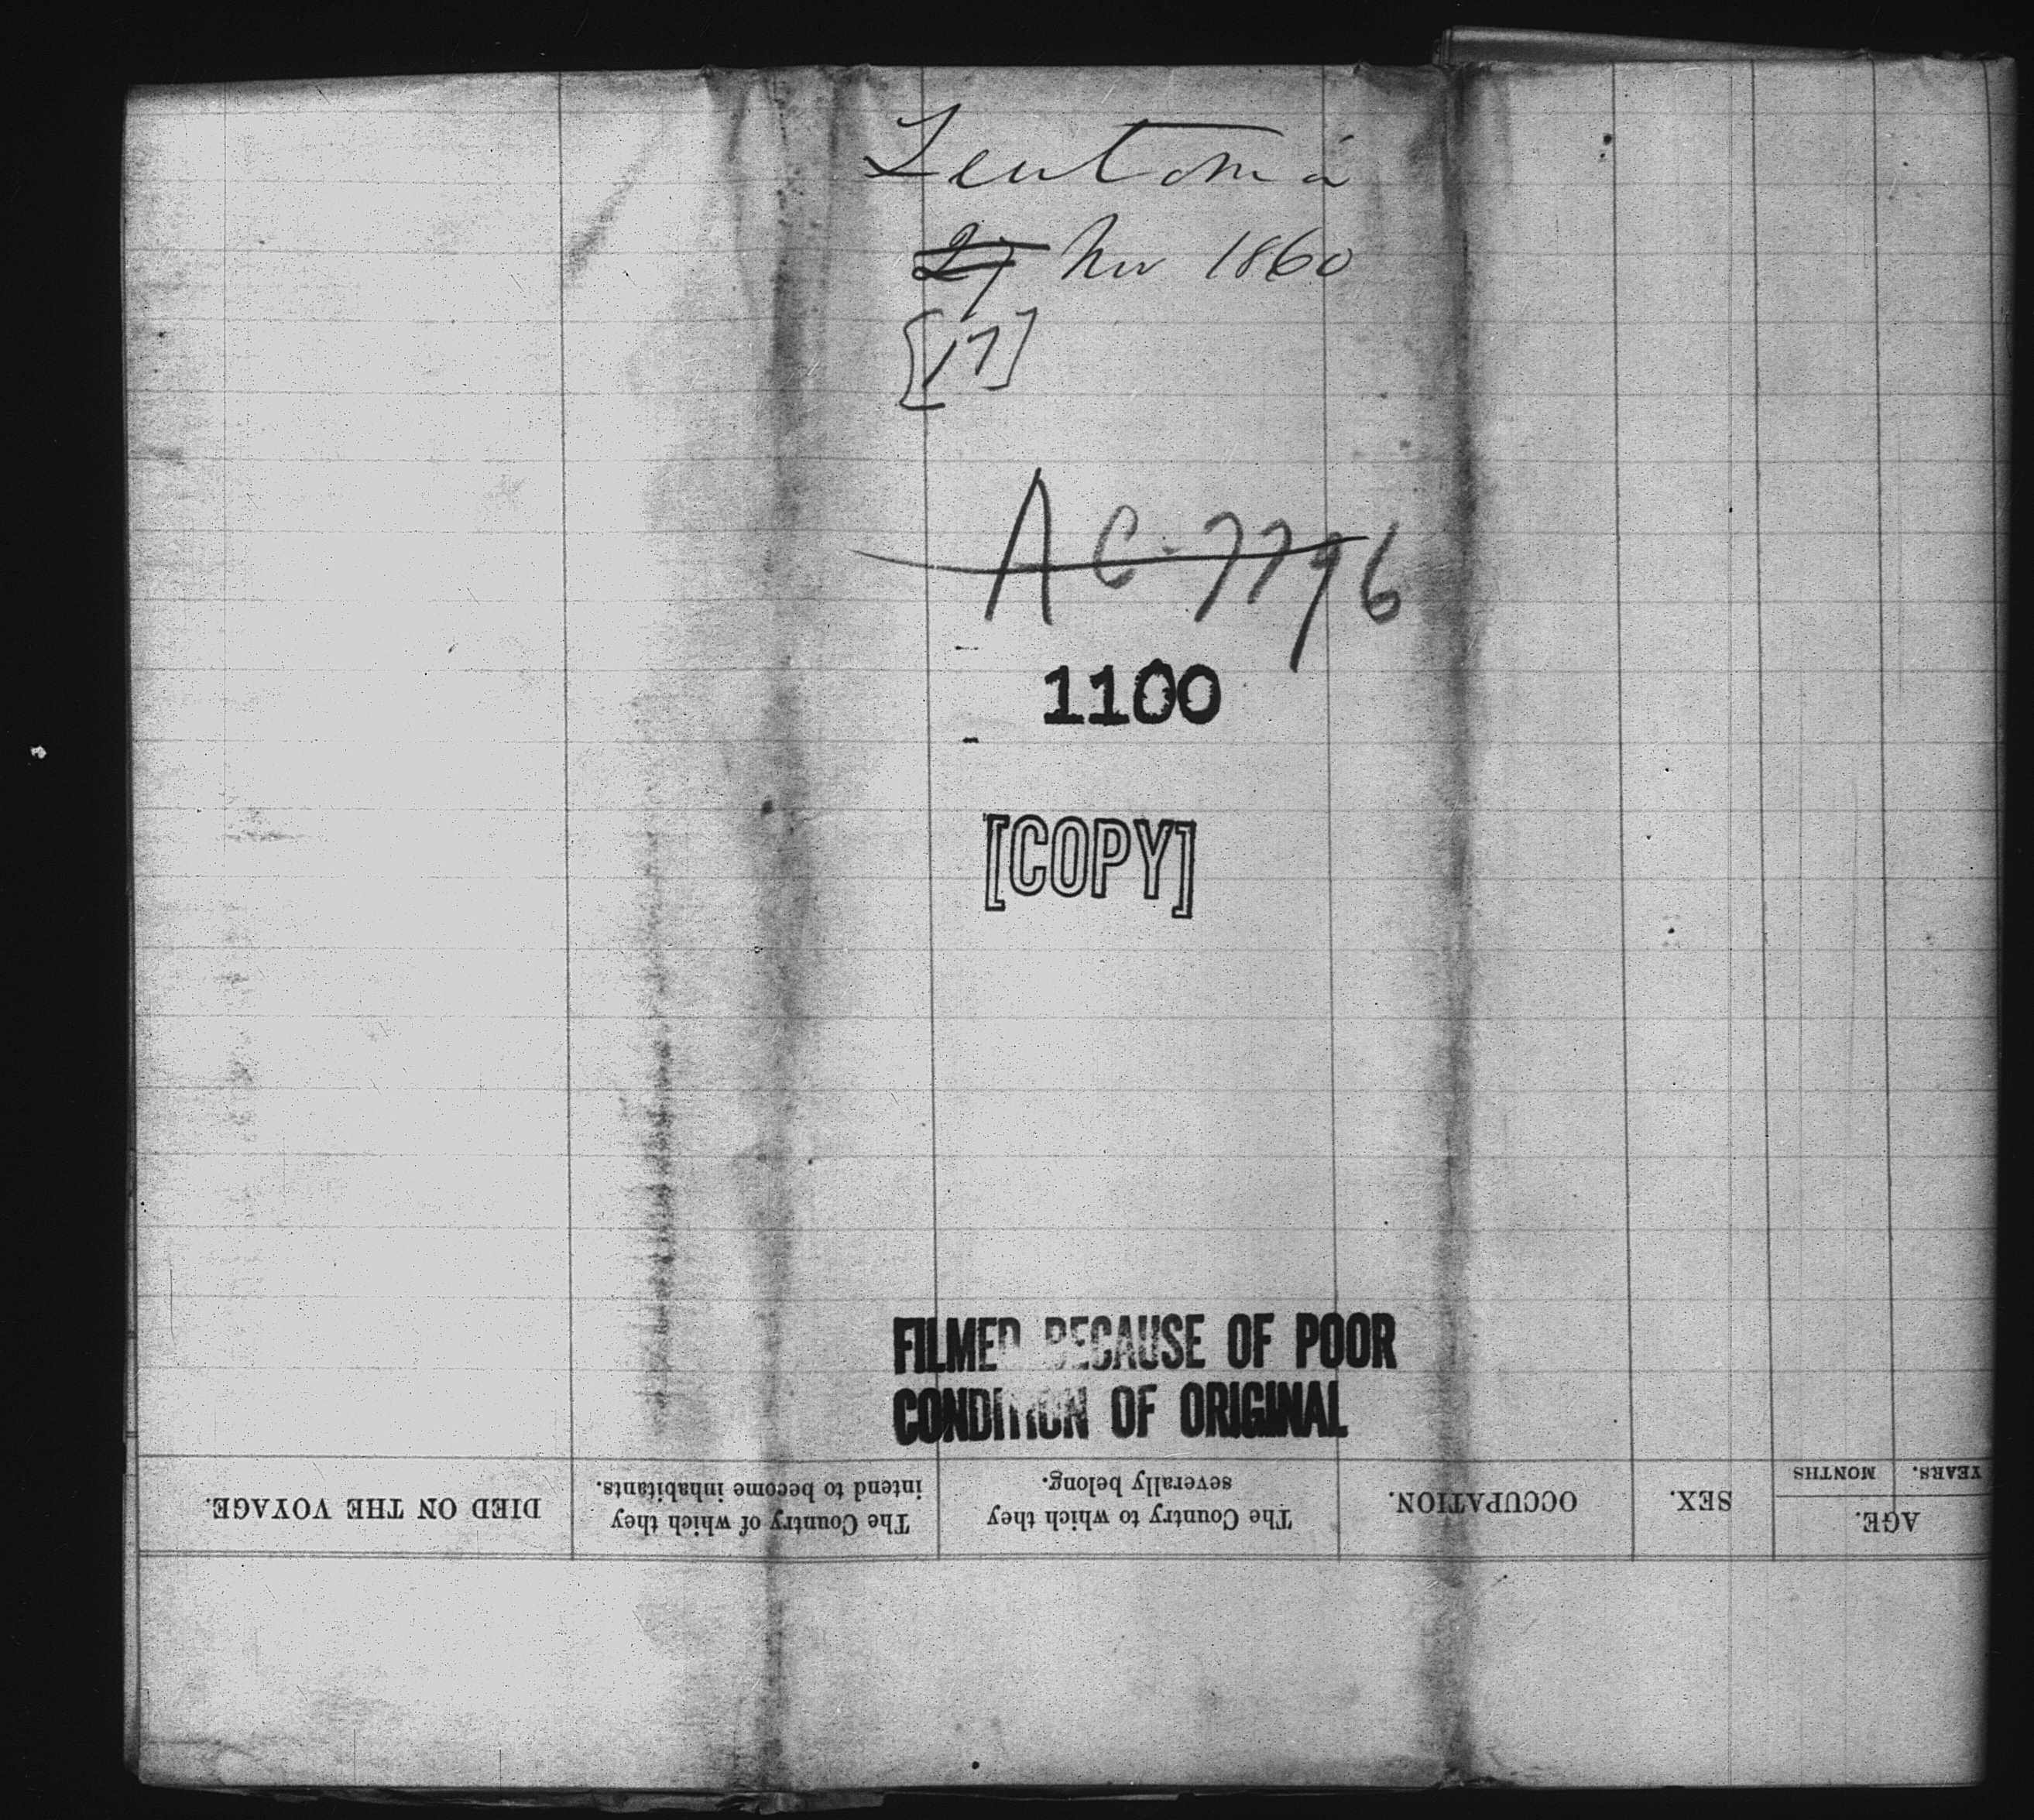 Teutonia
27 Nov 1860
[17]
AC-7796
1100
[COPY]
FILMED BECAUSE OF POOR
CONDITION OF ORIGINAL
AGE.
YEARS. MONTHS
SEX.
OCCUPATION.
The Country to which they
severally belong.
The Country of which they
intend to become inhabitants.
DIED ON THE VOYAGE.